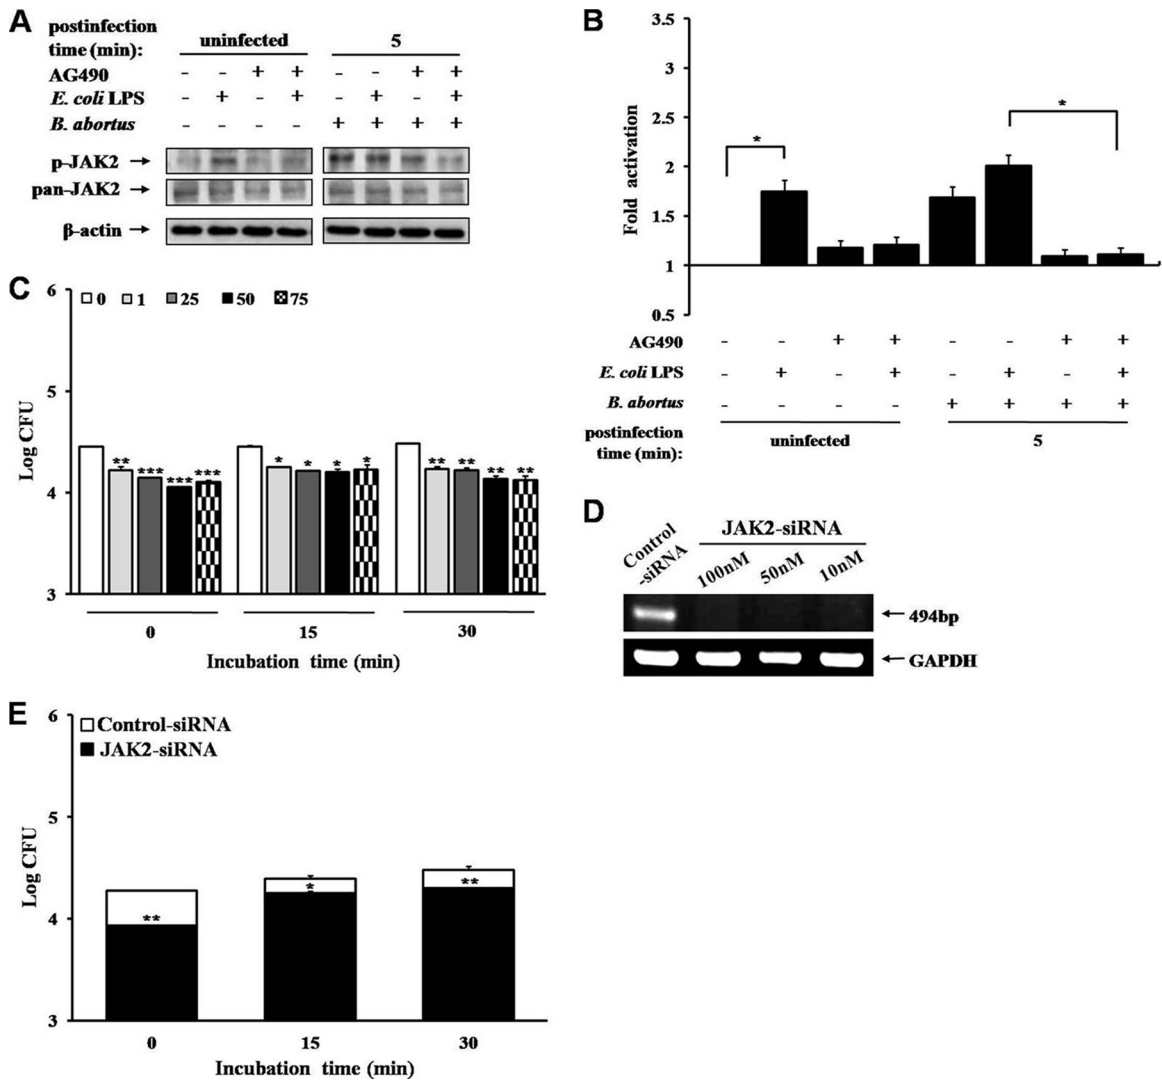 A
postinfection
time (min):
uninfected
5
AG490 - - + + - - + +
E. coli LPS - + - + - + - +
B. abortus - - - - + + + +
p-JAK2
pan-JAK2
β-actin
B
3.5
3
2.5
2
1.5
1
0.5
Fold activation
*
*
AG490 - - + + - - + +
E. coli LPS - + - + - + - +
B. abortus - - - - + + + +
postinfection
time (min):
uninfected
5
C
6
5
4
3
Log CFU
0 1 25 50 75
** *** *** ***
* * * *
** ** ** **
0 15 30
Incubation time (min)
D
Control
-siRNA
JAK2-siRNA
100nM 50nM 10nM
494bp
GAPDH
E
6
5
4
3
Log CFU
Control-siRNA
JAK2-siRNA
** * **
0 15 30
Incubation time (min)